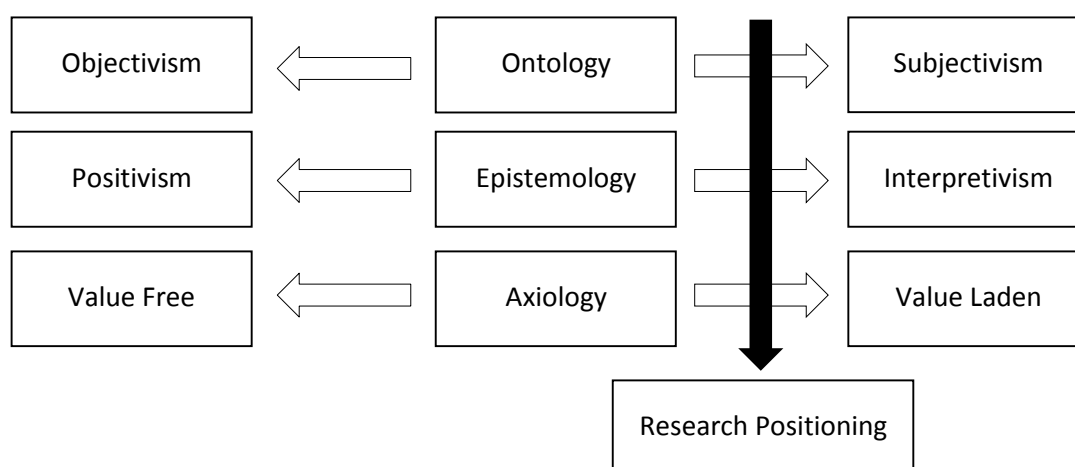 Objectivism
Ontology
Subjectivism
Positivism
Epistemology
Interpretivism
Value Free
Axiology
Value Laden
Research Positioning